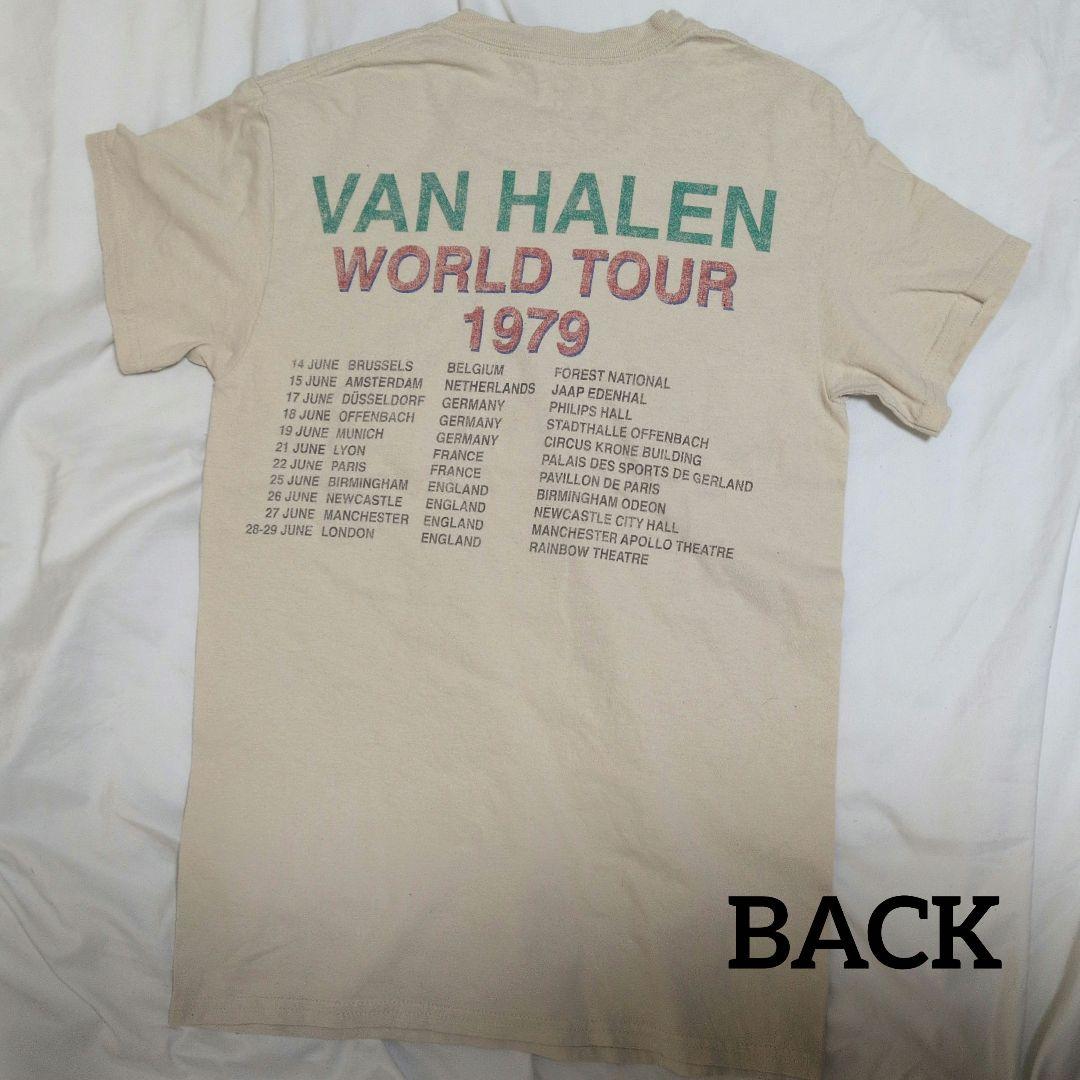 VAN HALEN
WORLD TOUR
1979
14 JUNE BRUSSELS BELGIUM FOREST NATIONAL
15 JUNE AMSTERDAM NETHERLANDS JAAP EDENHAL
17 JUNE DÜSSELDORF GERMANY PHILIPS HALL
18 JUNE OFFENBACH GERMANY STADTHALLE OFFENBACH
19 JUNE MUNICH GERMANY CIRCUS KRONE BUILDING
21 JUNE LYON FRANCE PALAIS DES SPORTS DE GERLAND
22 JUNE PARIS FRANCE PAVILLON DE PARIS
25 JUNE BIRMINGHAM ENGLAND BIRMINGHAM ODEON
26 JUNE NEWCASTLE ENGLAND NEWCASTLE CITY HALL
27 JUNE MANCHESTER ENGLAND MANCHESTER APOLLO THEATRE
28-29 JUNE LONDON ENGLAND RAINBOW THEATRE
BACK